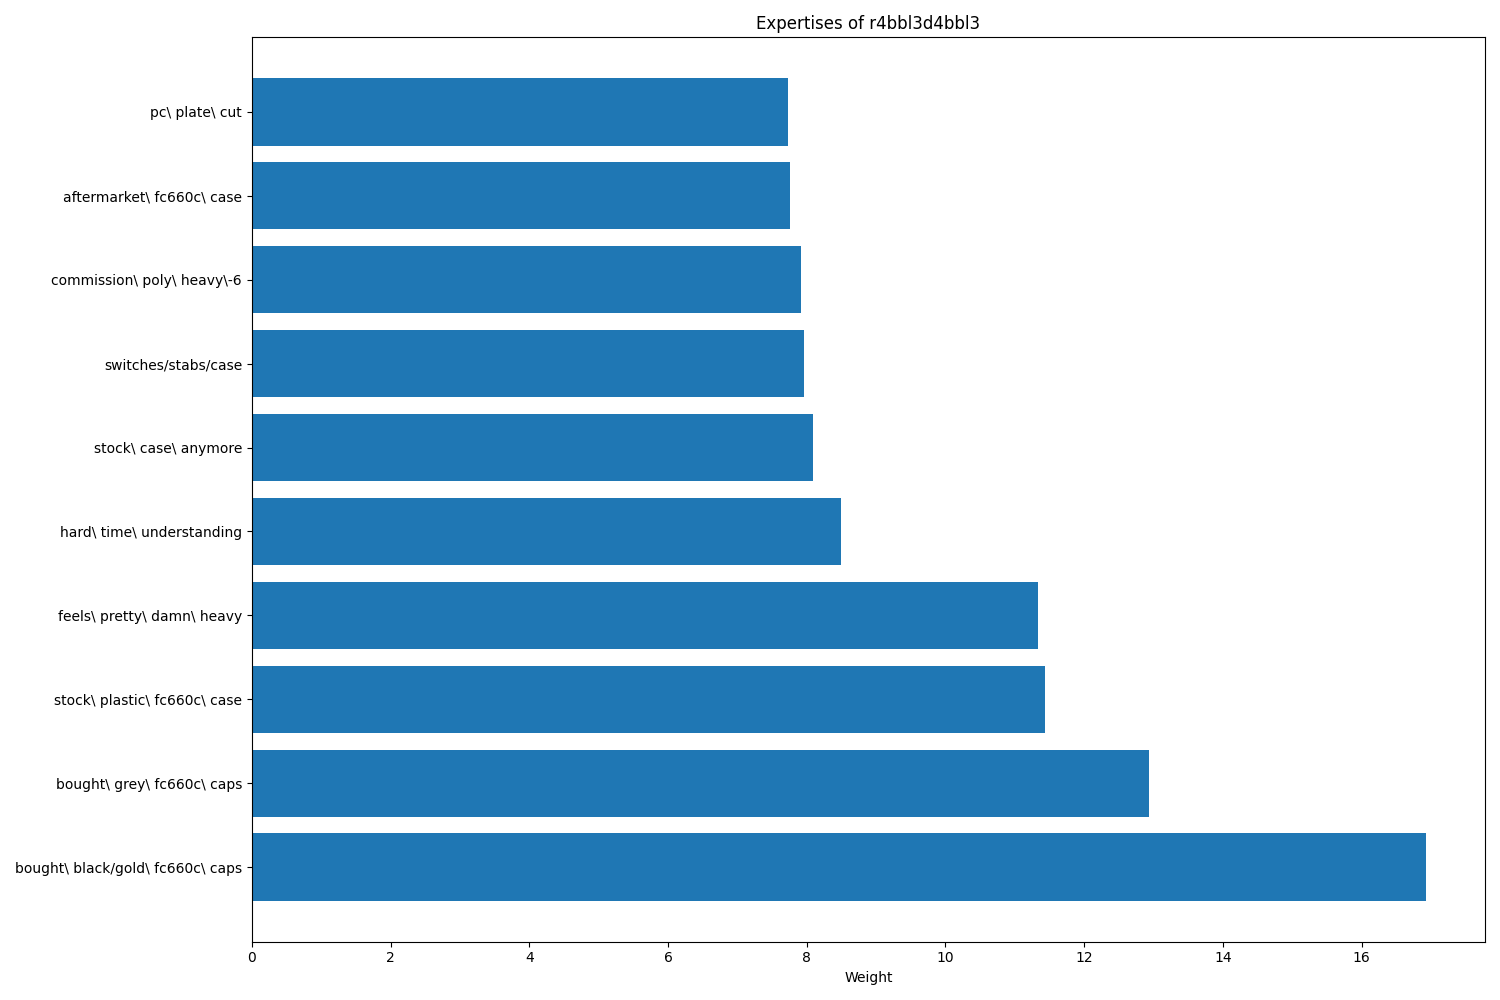 Expertises of r4bbl3d4bbl3
pc\ plate\ cut
aftermarket\ fc660c\ case
commission\ poly\ heavy\-6
switches/stabs/case
stock\ case\ anymore
hard\ time\ understanding
feels\ pretty\ damn\ heavy
stock\ plastic\ fc660c\ case
bought\ grey\ fc660c\ caps
bought\ black/gold\ fc660c\ caps
0 2 4 6 8 10 12 14 16
Weight